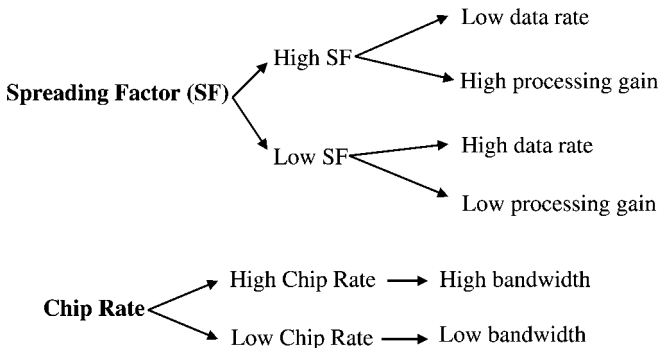 Low data rate
High SF
High processing gain
Spreading Factor (SF)
High data rate
Low SF
Low processing gain
High Chip Rate
High bandwidth
Chip Rate
Low Chip Rate
Low bandwidth